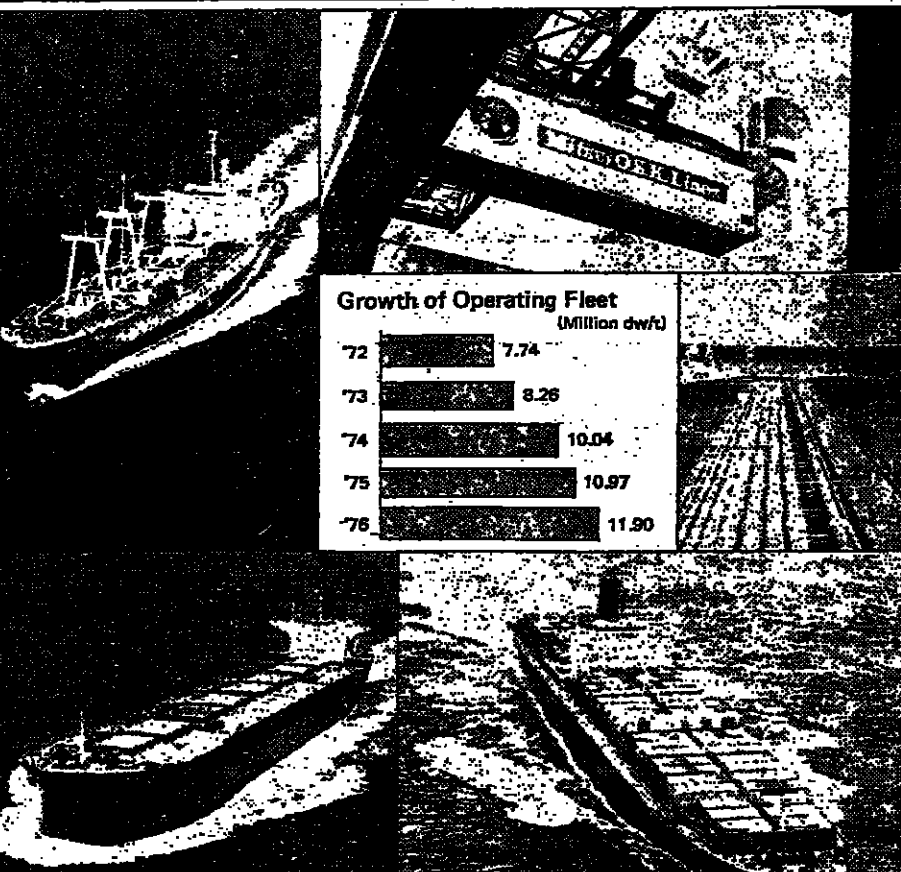 Growth of Operating Fleet
(Million dw/t)
'72 7.74
'73 8.26
'74 10.04
'75 10.97
'76 11.90